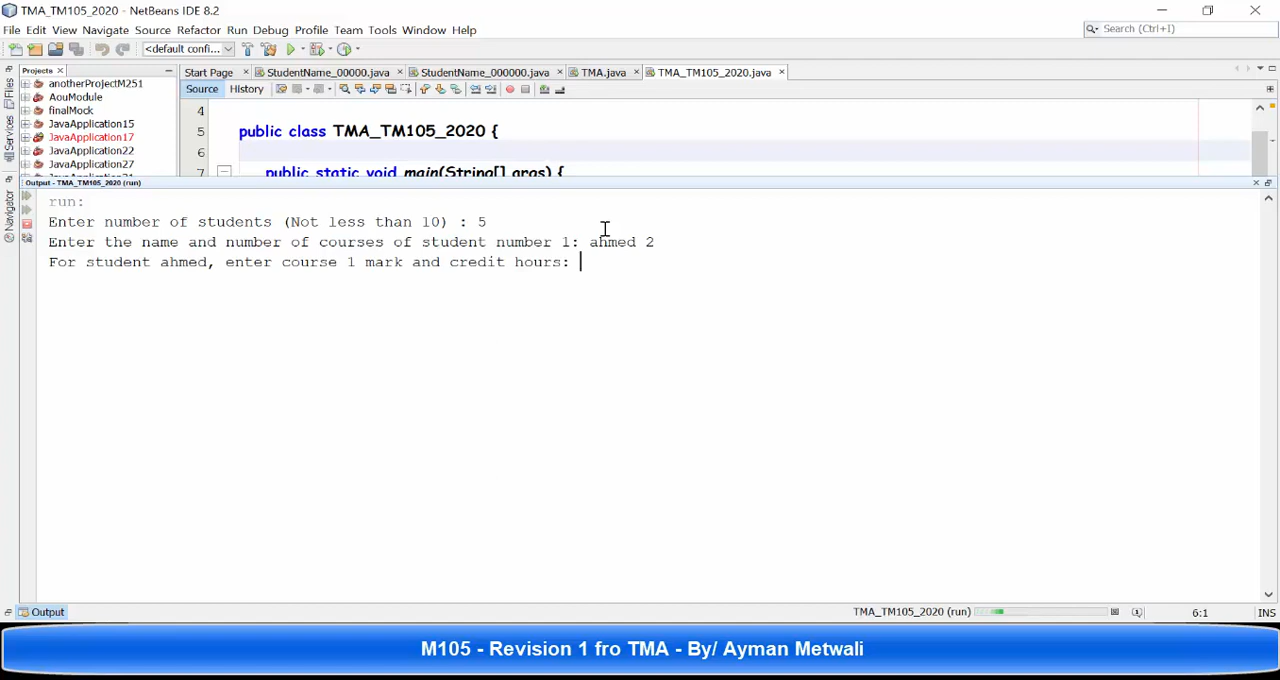 TMA_TM105_2020 - NetBeans IDE 8.2
File Edit View Navigate Source Refactor Run Debug Profile Team Tools Window Help
Search (Ctrl+I)
<default confi...
Projects
Start Page
StudentName_00000.java
StudentName_000000.java
TMA.java
TMA_TM105_2020.java
Files
Services
Navigator
anotherProjectM251
AouModule
finalMock
JavaApplication15
JavaApplication17
JavaApplication22
JavaApplication27
Source History
4
5 public class TMA_TM105_2020 {
6
7 public static void main(String[] args) {
Output - TMA_TM105_2020 (run)
run:
Enter number of students (Not less than 10) : 5
Enter the name and number of courses of student number 1: ahmed 2
For student ahmed, enter course 1 mark and credit hours:
Output
TMA_TM105_2020 (run)
6:1
INS
M105 - Revision 1 fro TMA - By/ Ayman Metwali